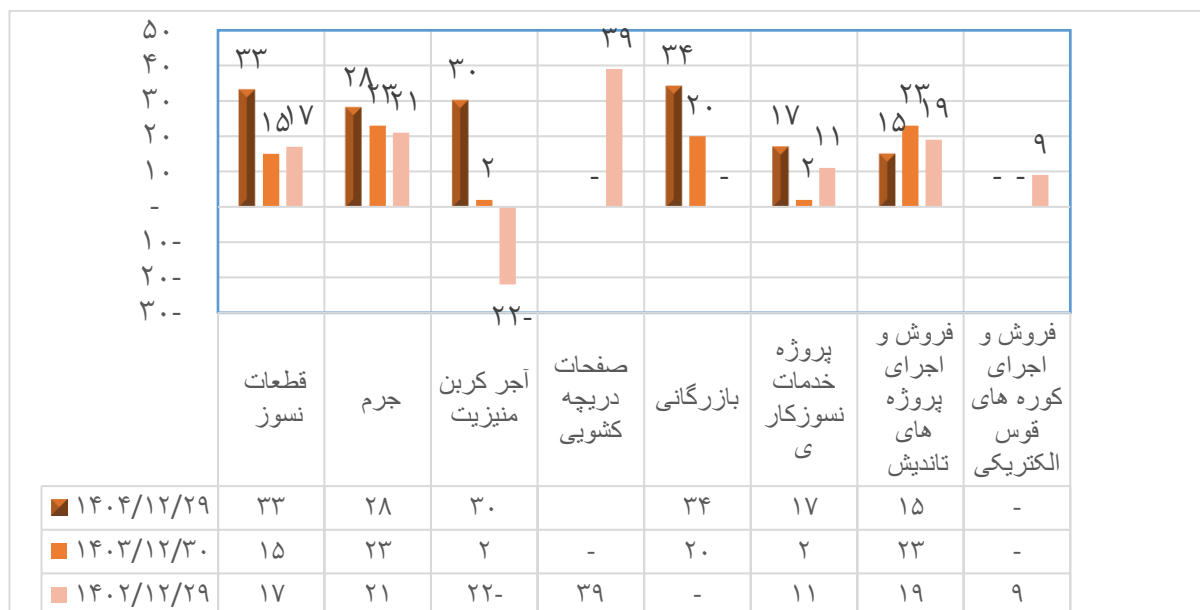 ۵۰
۴۰
۳۰
۲۰
۱۰
-
۱۰-
۲۰-
۳۰-
۳۳
۱۵
۱۷
۲۸
۲۳
۲۱
۳۰
۲
۲۲-
-
۳۹
۳۴
۲۰
-
۱۷
۲
۱۱
۱۵
۲۳
۱۹
-
-
۹
قطعات
نسوز
جرم
آجر کربن
منیزیت
صفحات
دریچه
کشویی
بازرگانی
پروژه
خدمات
نسوزکار
ی
فروش و
اجرای
پروژه
های
تاندیش
فروش و
اجرای
کوره های
قوس
الکتریکی
۱۴۰۴/۱۲/۲۹ ۳۳ ۲۸ ۳۰ ۳۴ ۱۷ ۱۵ -
۱۴۰۳/۱۲/۳۰ ۱۵ ۲۳ ۲ - ۲۰ ۲ ۲۳ -
۱۴۰۲/۱۲/۲۹ ۱۷ ۲۱ ۲۲- ۳۹ - ۱۱ ۱۹ ۹